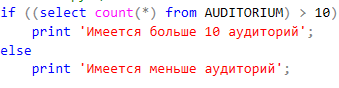 if ((select count(*) from AUDITORIUM) > 10)
print 'Имеется больше 10 аудиторий';
else
print 'Имеется меньше аудиторий';